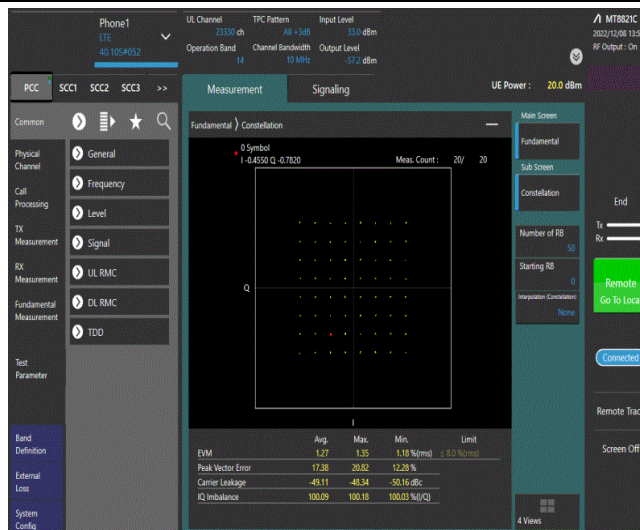 Phone1
LTE
40.105#052
UL Channel TPC Pattern Input Level
23330 ch All +3dB 33.0 dBm
Operation Band Channel Bandwidth Output Level
14 10 MHz -57.2 dBm
MT8821C
2022/12/08 13:5
RF Output : On
PCC SCC1 SCC2 SCC3 >>
Measurement Signaling UE Power : 20.0 dBm
Common
Physical Channel
Call Processing
TX Measurement
RX Measurement
Fundamental Measurement
Test Parameter
Band Definition
External Loss
System Config
General
Frequency
Level
Signal
UL RMC
DL RMC
TDD
Fundamental Constellation
0 Symbol
I -0.4550 Q -0.7820 Meas. Count : 20/ 20
Q
I
Avg. Max. Min. Limit
EVM 1.27 1.35 1.18 %(rms) ≤ 8.0 %(rms)
Peak Vector Error 17.38 20.82 12.28 %
Carrier Leakage -49.11 -48.34 -50.16 dBc
IQ Imbalance 100.09 100.18 100.03 %(I/Q)
Main Screen
Fundamental
Sub Screen
Constellation
Number of RB
50
Starting RB
0
Interpolation (Constellation)
None
4 Views
End
Tx
Rx
Remote
Go To Loca
Connected
Remote Trac
Screen Off